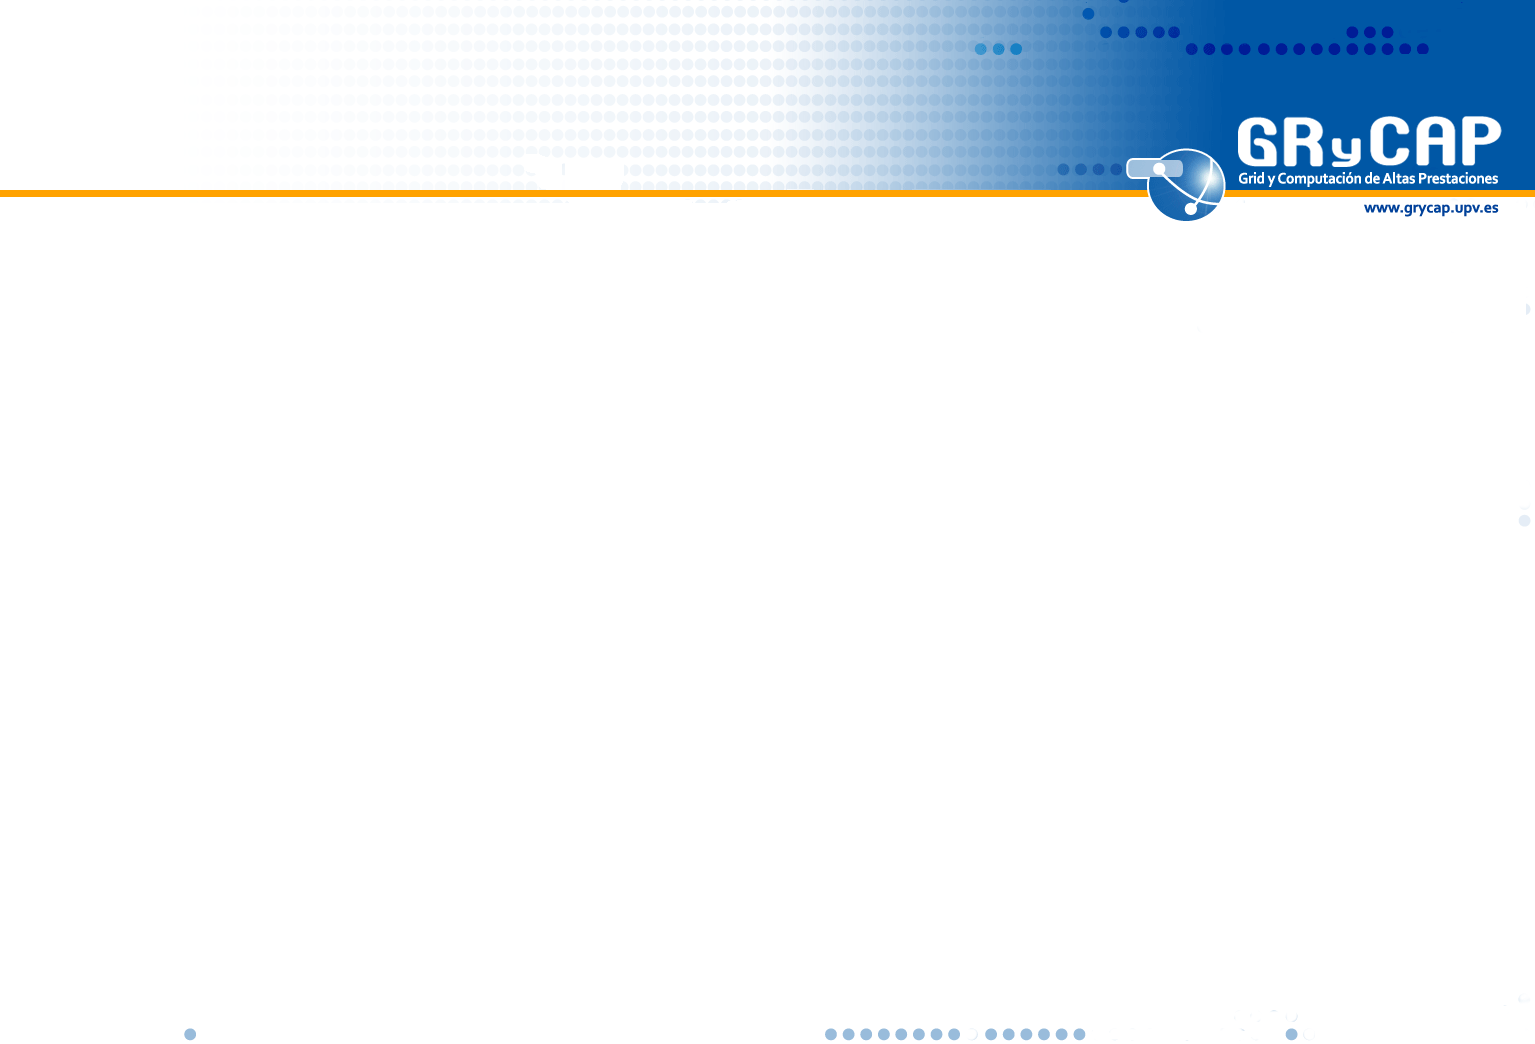 GRyCAP
Grid y Computación de Altas Prestaciones
www.grycap.upv.es